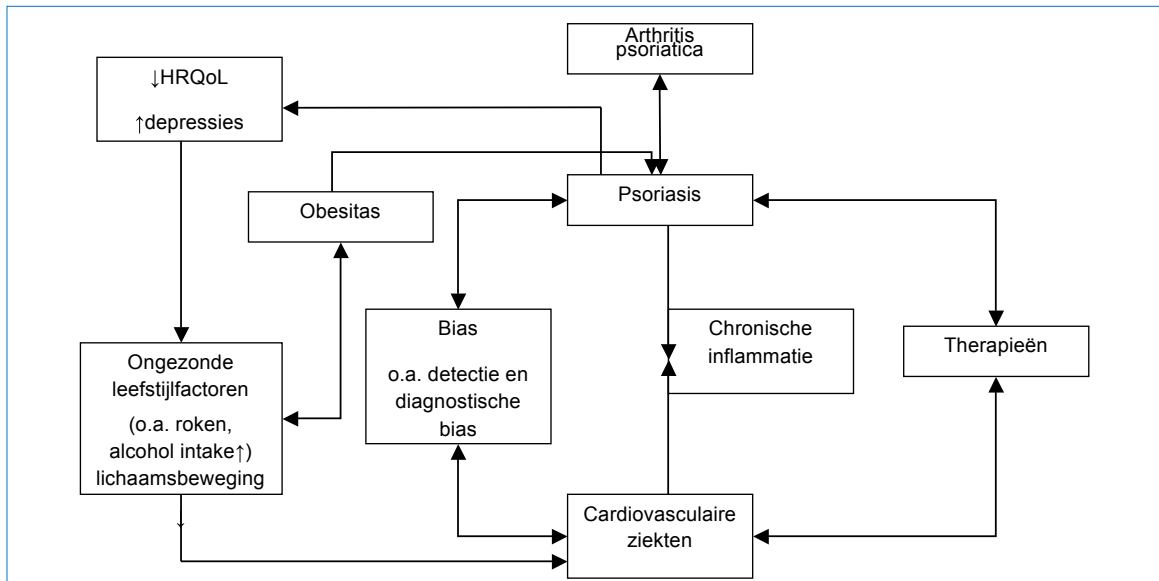 Arthritis
psoriatica
↓HRQoL
↑depressies
Psoriasis
Obesitas
Bias
o.a. detectie en
diagnostische
bias
Chronische
inflammatie
Therapieën
Ongezonde
leefstijlfactoren
(o.a. roken,
alcohol intake↑)
lichaamsbeweging
↓
Cardiovasculaire
ziekten